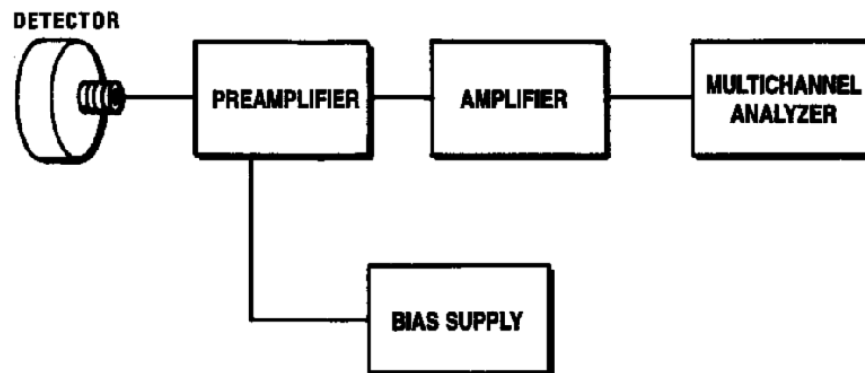 DETECTOR
PREAMPLIFIER
AMPLIFIER
MULTICHANNEL
ANALYZER
BIAS SUPPLY